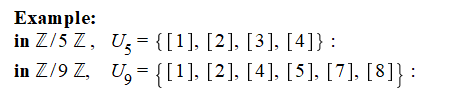 Example:
in ℤ/5 ℤ, U₅ = {[1], [2], [3], [4]} :
in ℤ/9 ℤ, U₉ = {[1], [2], [4], [5], [7], [8]} :